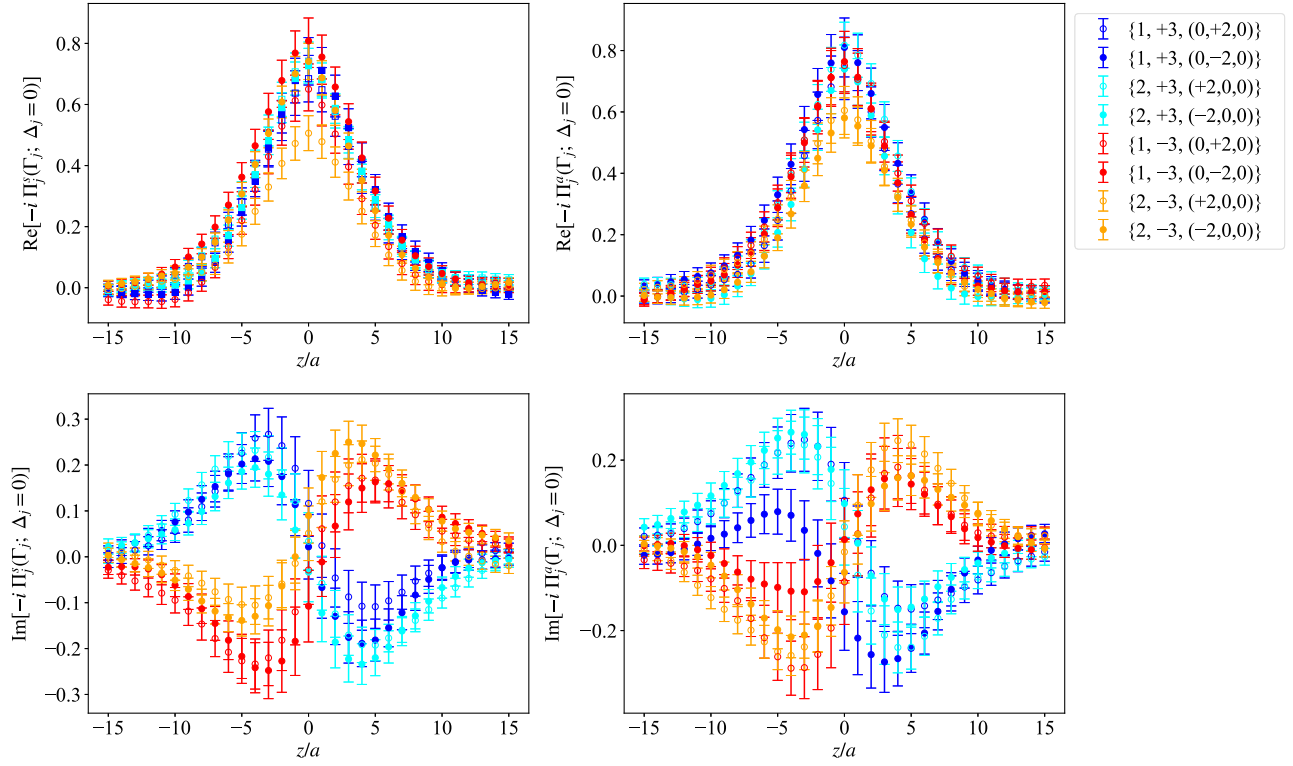 Re[−i Π_j^s(Γ_j; Δ_j = 0)]
0.8
0.6
0.4
0.2
0.0
−15 −10 −5 0 5 10 15
z/a
Re[−i Π_j^a(Γ_j; Δ_j = 0)]
0.8
0.6
0.4
0.2
0.0
−15 −10 −5 0 5 10 15
z/a
{1, +3, (0,+2,0)}
{1, +3, (0,−2,0)}
{2, +3, (+2,0,0)}
{2, +3, (−2,0,0)}
{1, −3, (0,+2,0)}
{1, −3, (0,−2,0)}
{2, −3, (+2,0,0)}
{2, −3, (−2,0,0)}
Im[−i Π_j^s(Γ_j; Δ_j = 0)]
0.3
0.2
0.1
0.0
−0.1
−0.2
−0.3
−15 −10 −5 0 5 10 15
z/a
Im[−i Π_j^a(Γ_j; Δ_j = 0)]
0.2
0.0
−0.2
−15 −10 −5 0 5 10 15
z/a